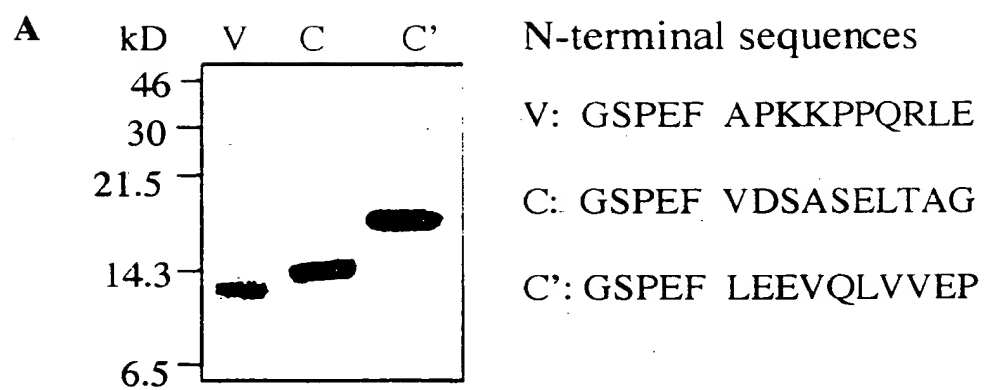 A
kD V C C'
46
30
21.5
14.3
6.5
N-terminal sequences
V: GSPEF APKKPPQRLE
C: GSPEF VDSASELTAG
C': GSPEF LEEVQLVVEP